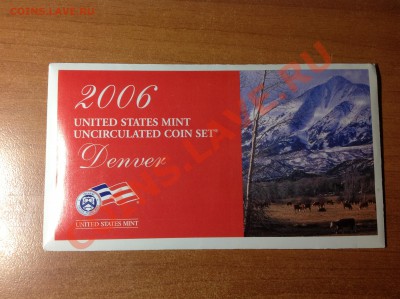 COINS.LAVE.RU
2006
UNITED STATES MINT
UNCIRCULATED COIN SET
Denver
UNITED STATES MINT
COINS.LAVE.RU